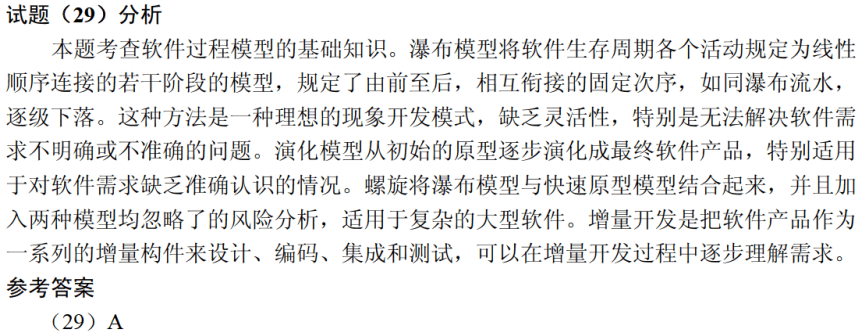 试题（29）分析
本题考查软件过程模型的基础知识。瀑布模型将软件生存周期各个活动规定为线性
顺序连接的若干阶段的模型，规定了由前至后，相互衔接的固定次序，如同瀑布流水，
逐级下落。这种方法是一种理想的现象开发模式，缺乏灵活性，特别是无法解决软件需
求不明确或不准确的问题。演化模型从初始的原型逐步演化成最终软件产品，特别适用
于对软件需求缺乏准确认识的情况。螺旋将瀑布模型与快速原型模型结合起来，并且加
入两种模型均忽略了的风险分析，适用于复杂的大型软件。增量开发是把软件产品作为
一系列的增量构件来设计、编码、集成和测试，可以在增量开发过程中逐步理解需求。
参考答案
（29）A